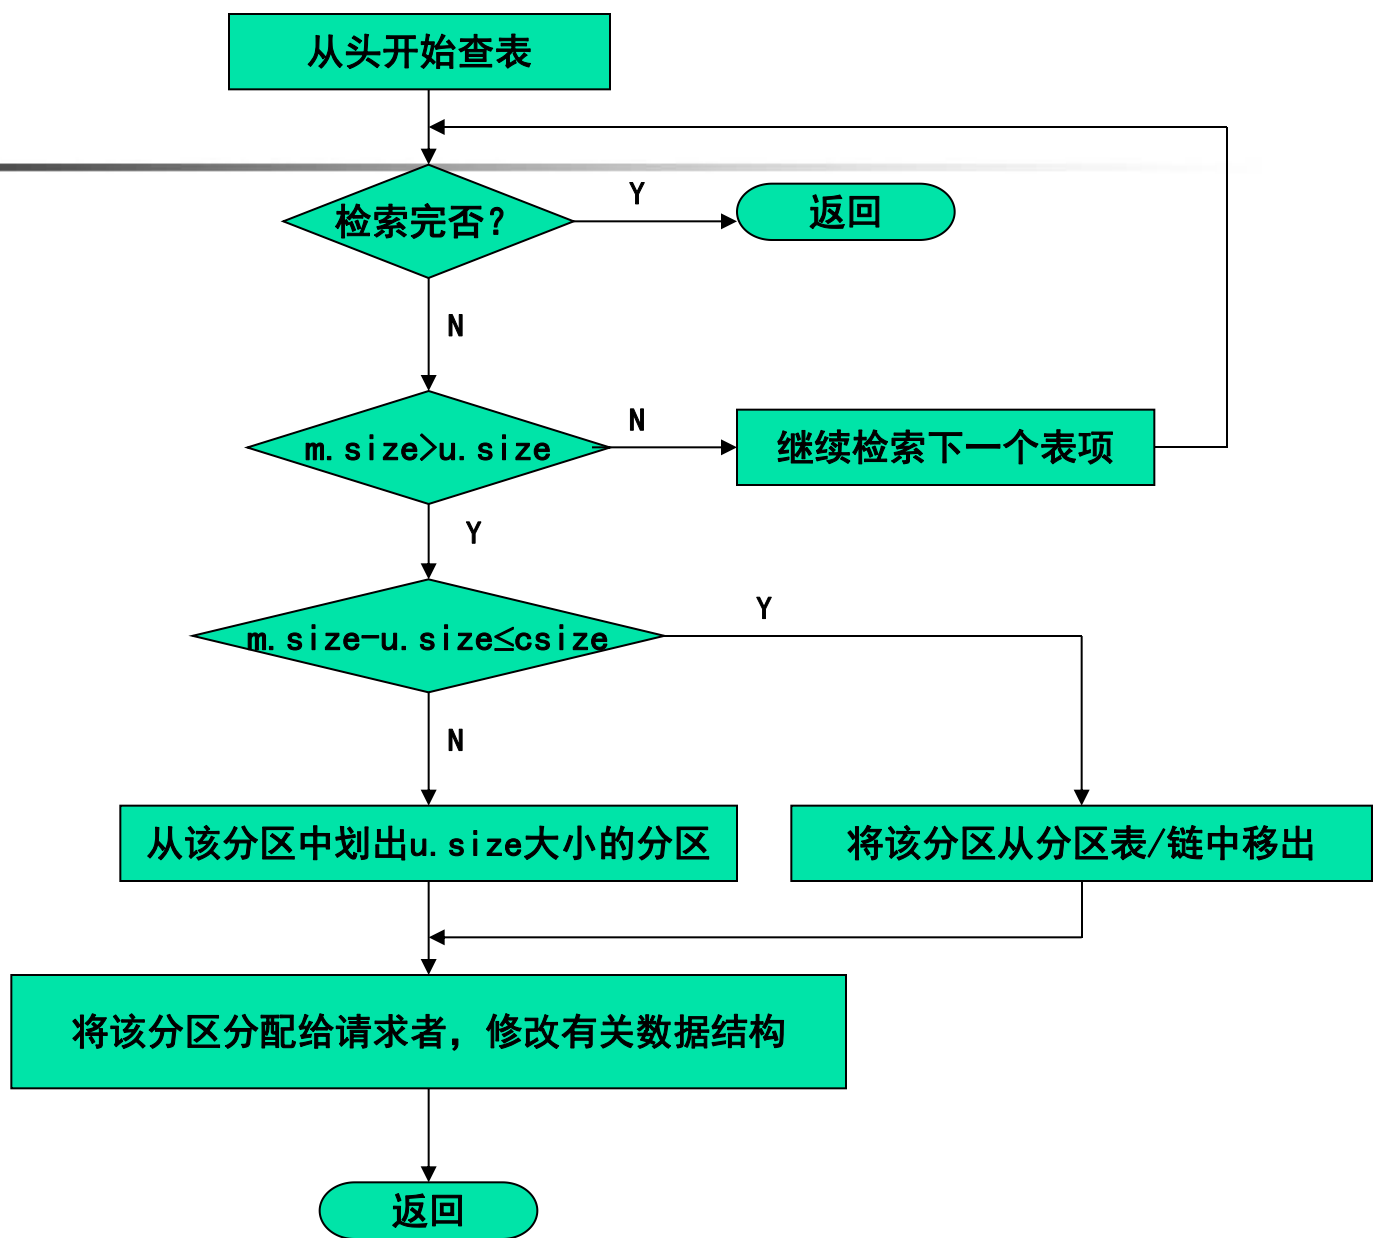 从头开始查表
检索完否？
Y
返回
N
m.size>u.size
N
继续检索下一个表项
Y
m.size-u.size≤csize
Y
N
从该分区中划出u.size大小的分区
将该分区从分区表/链中移出
将该分区分配给请求者，修改有关数据结构
返回